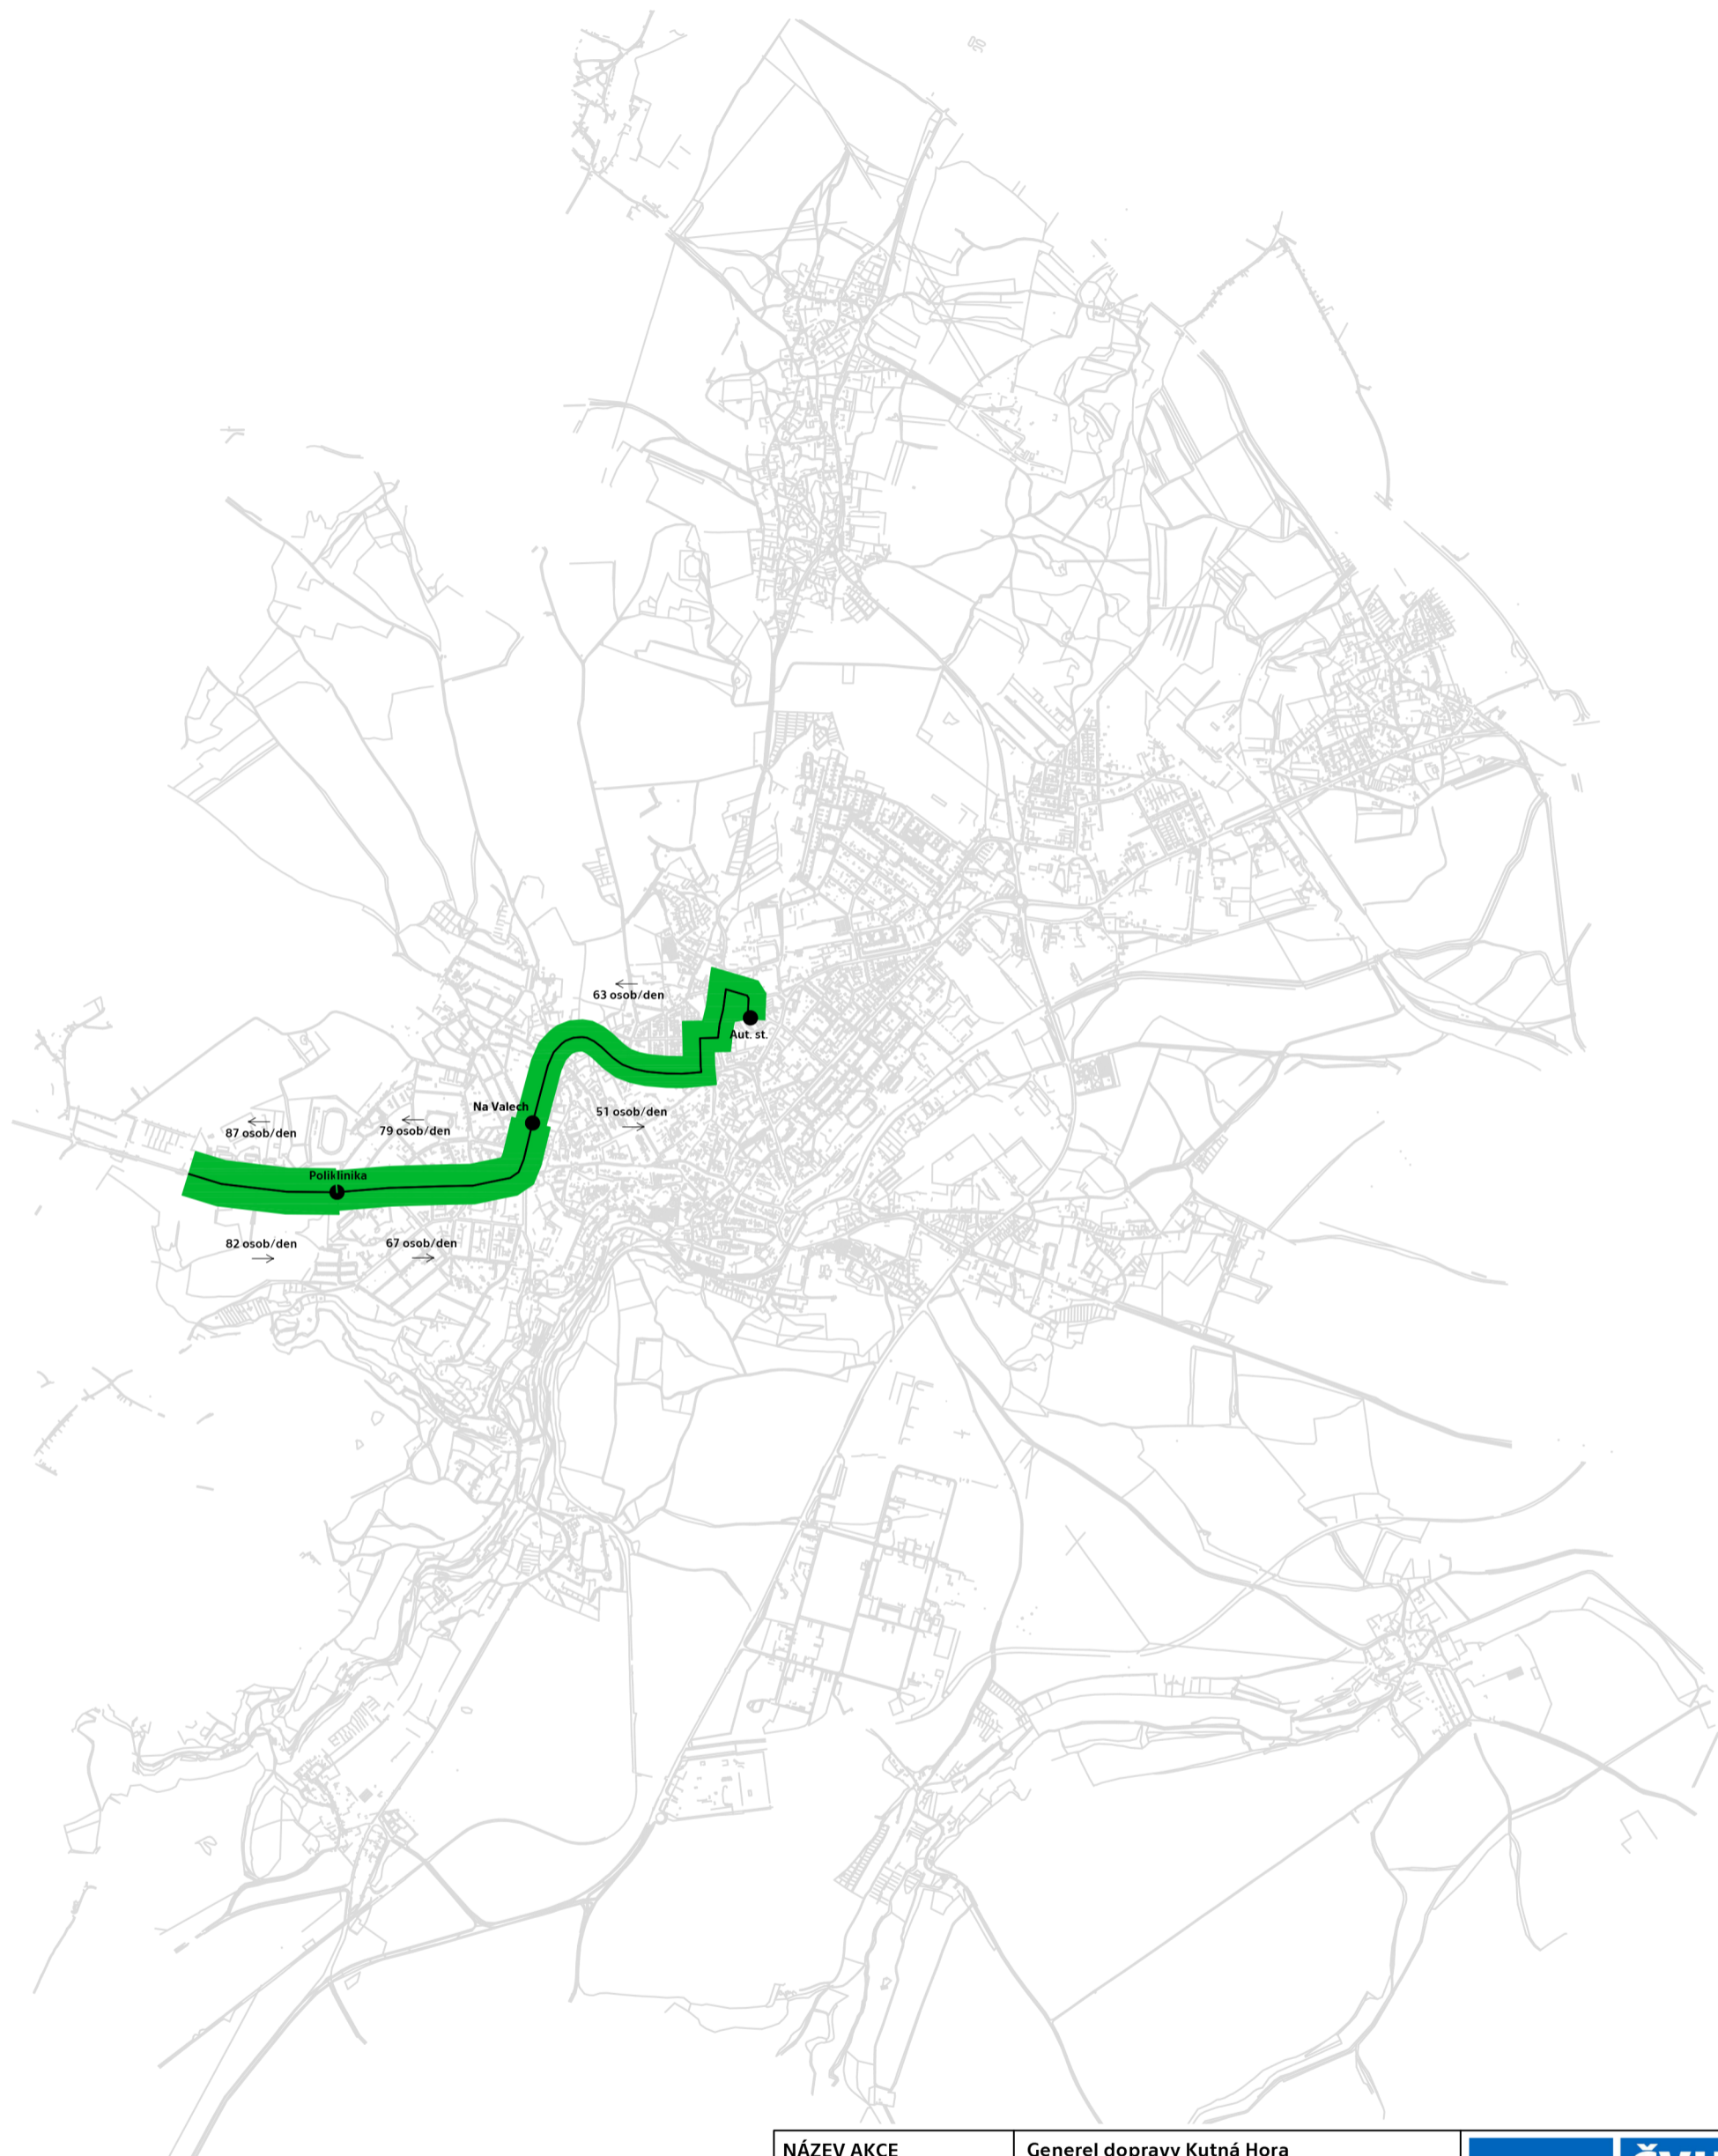 63 osob/den
Aut. st.
Na Valech
51 osob/den
87 osob/den
79 osob/den
Poliklinika
82 osob/den
67 osob/den
NÁZEV AKCE
Generel dopravy Kutná Hora